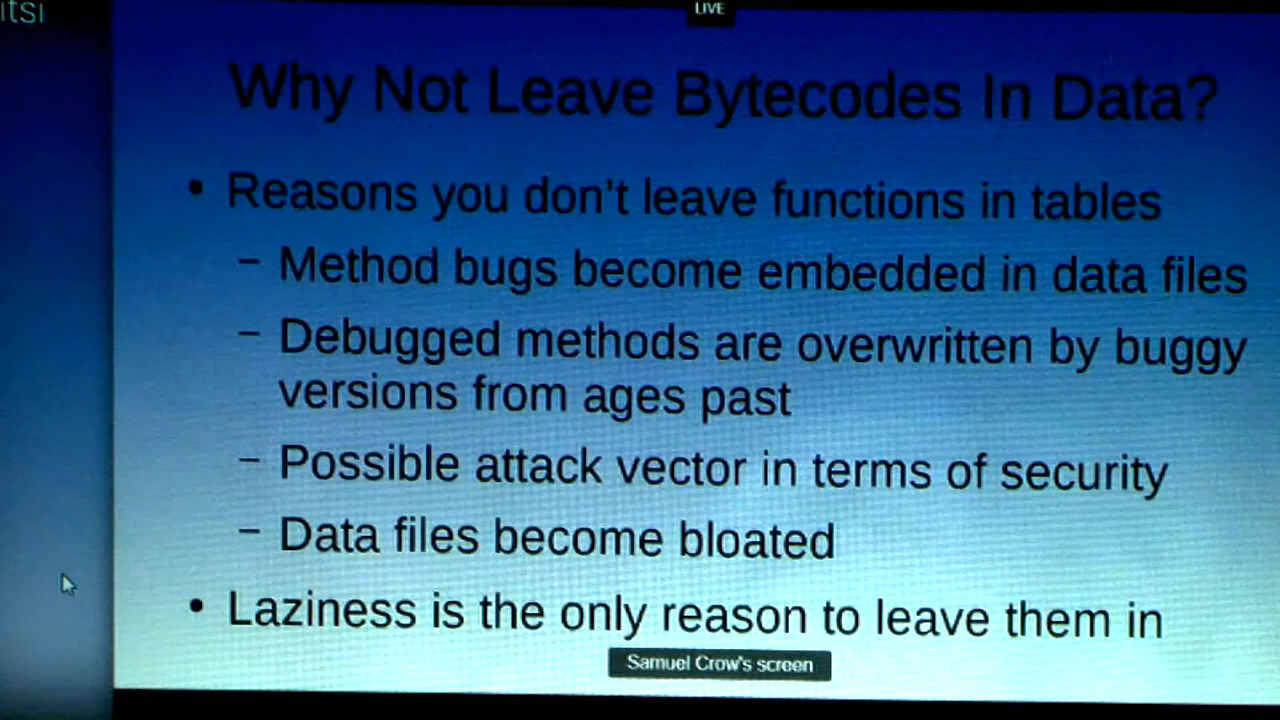 itsi
LIVE
Why Not Leave Bytecodes In Data?
• Reasons you don't leave functions in tables
– Method bugs become embedded in data files
– Debugged methods are overwritten by buggy
versions from ages past
– Possible attack vector in terms of security
– Data files become bloated
• Laziness is the only reason to leave them in
Samuel Crow's screen